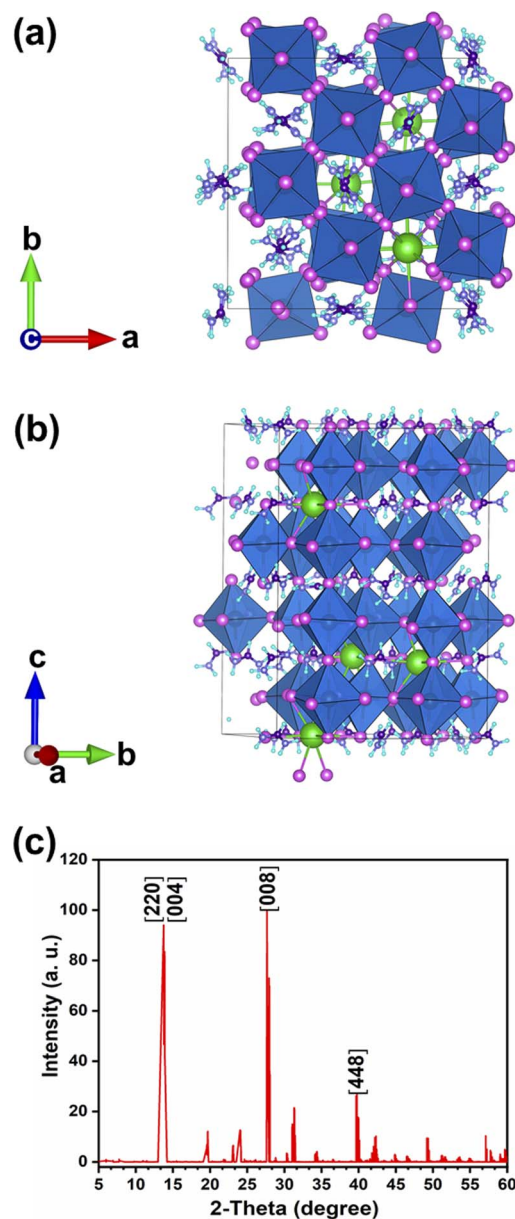 (a)
b
c
a
(b)
c
a
b
(c)
120
100
80
60
40
20
0
Intensity (a. u.)
[220]
[004]
[008]
[448]
5 10 15 20 25 30 35 40 45 50 55 60
2-Theta (degree)